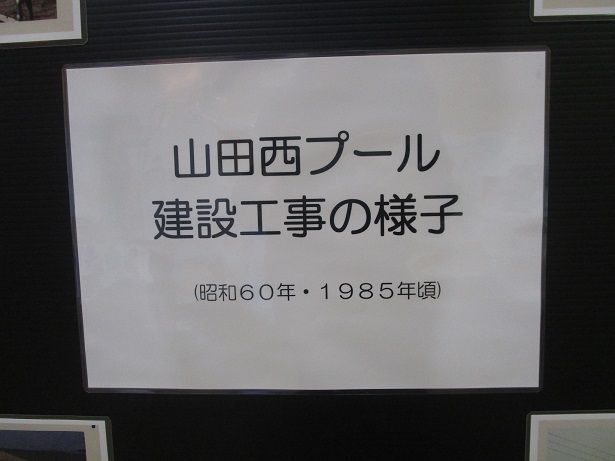 山田西プール
建設工事の様子
(昭和６０年・１９８５年頃)